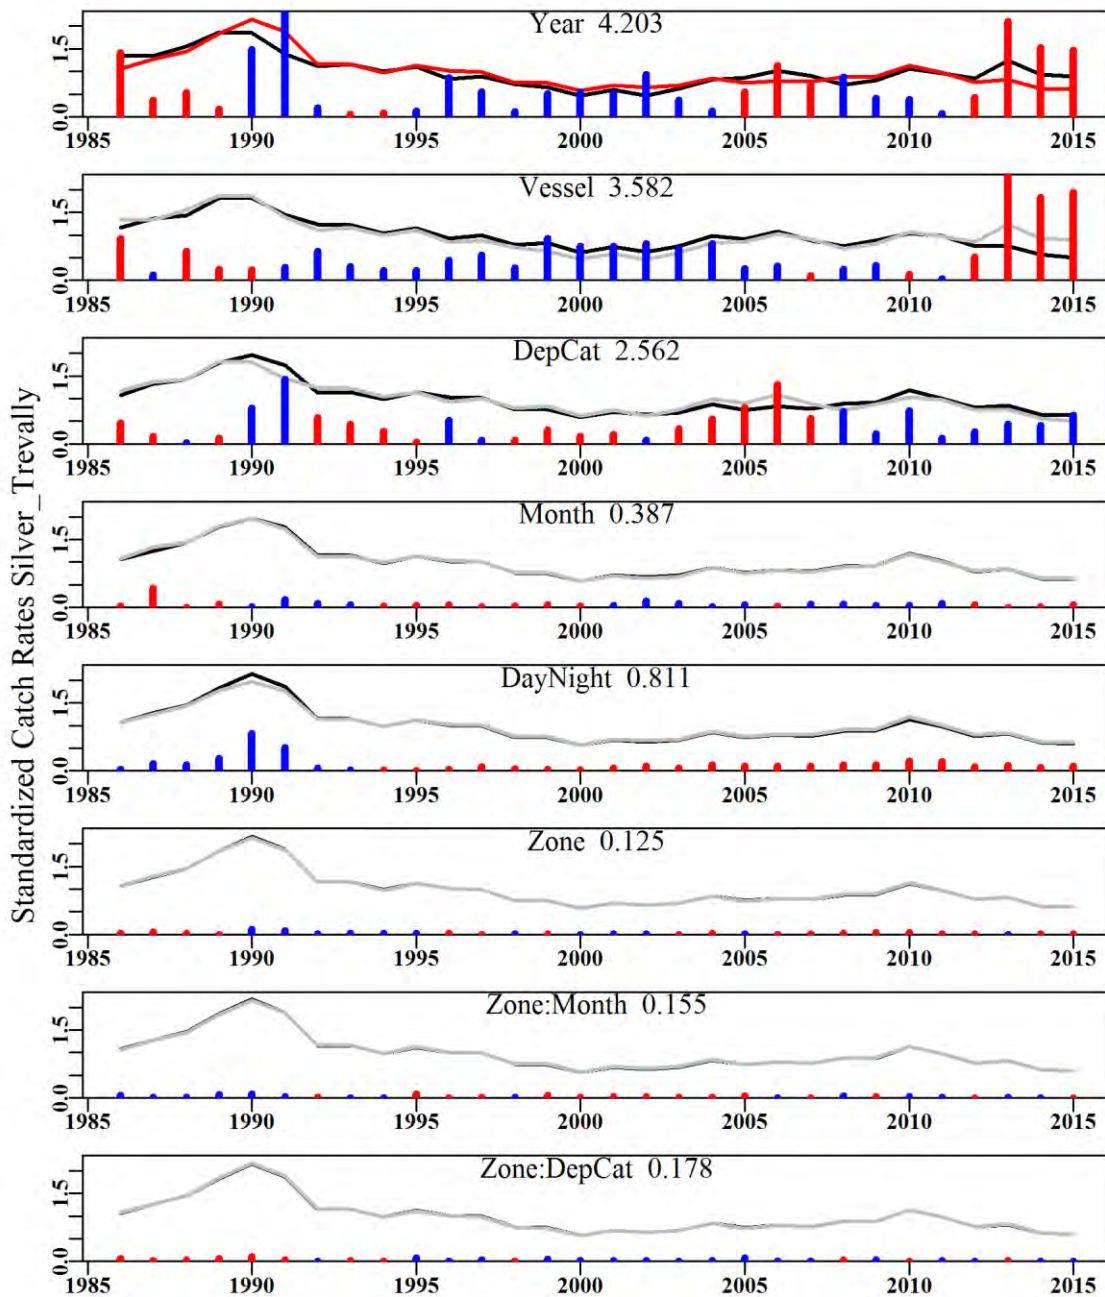 Standardized Catch Rates Silver_Trevally
Year 4.203
0.0 1.5
1985 1990 1995 2000 2005 2010 2015
Vessel 3.582
0.0 1.5
1985 1990 1995 2000 2005 2010 2015
DepCat 2.562
0.0 1.5
1985 1990 1995 2000 2005 2010 2015
Month 0.387
0.0 1.5
1985 1990 1995 2000 2005 2010 2015
DayNight 0.811
0.0 1.5
1985 1990 1995 2000 2005 2010 2015
Zone 0.125
0.0 1.5
1985 1990 1995 2000 2005 2010 2015
Zone:Month 0.155
0.0 1.5
1985 1990 1995 2000 2005 2010 2015
Zone:DepCat 0.178
0.0 1.5
1985 1990 1995 2000 2005 2010 2015